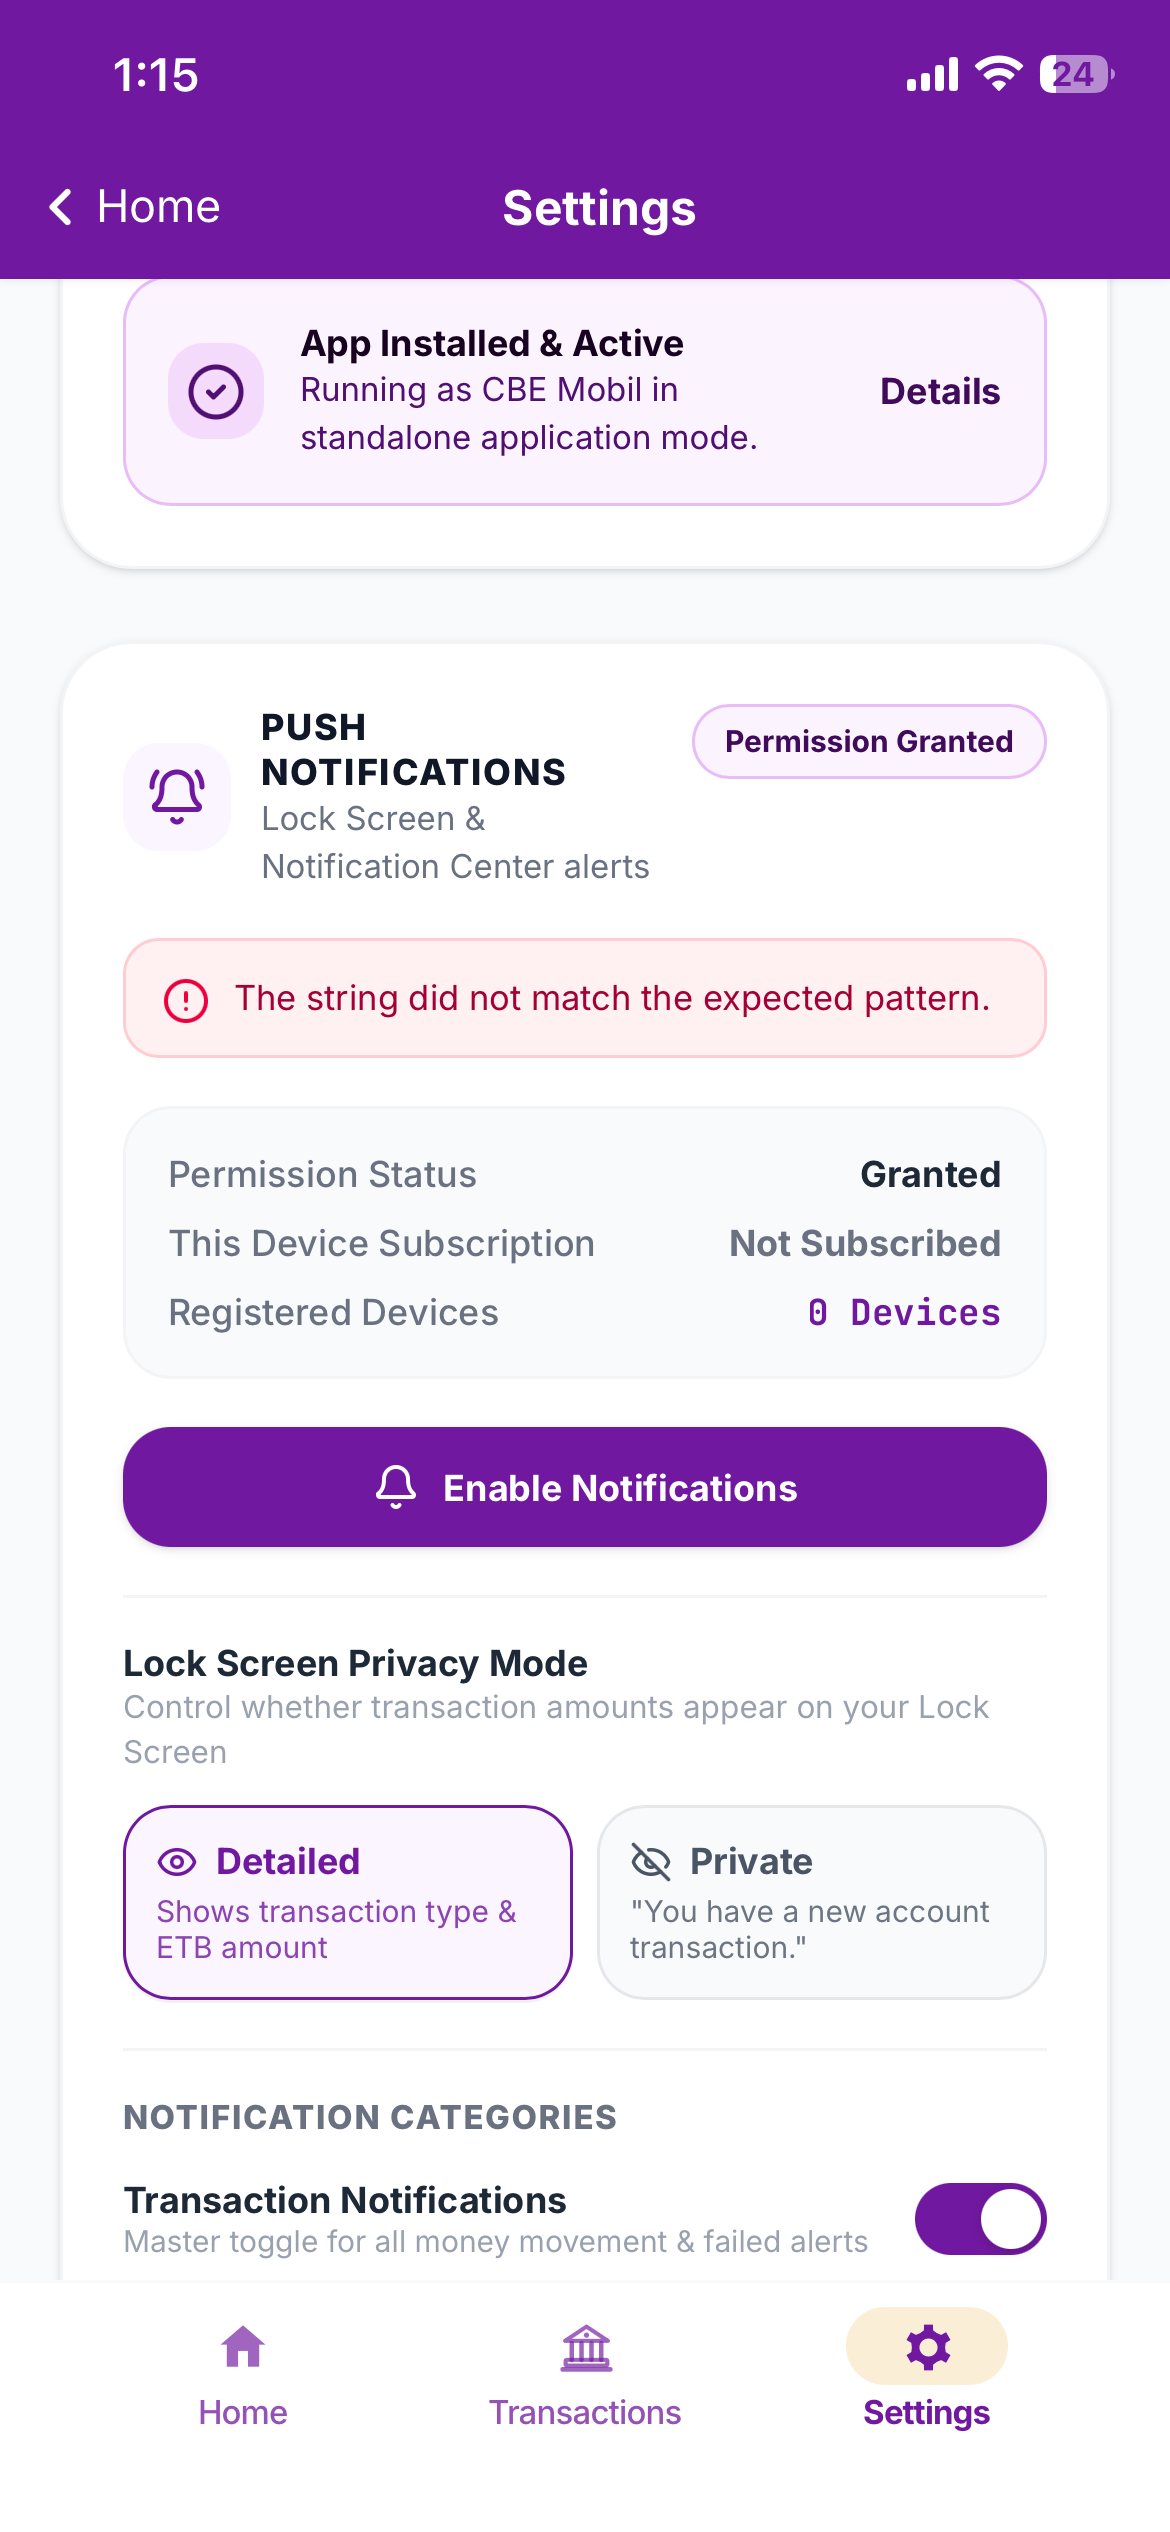 1:15
24
Home
Settings
App Installed & Active
Running as CBE Mobil in
standalone application mode.
Details
PUSH
NOTIFICATIONS
Lock Screen &
Notification Center alerts
Permission Granted
The string did not match the expected pattern.
Permission Status
Granted
This Device Subscription
Not Subscribed
Registered Devices
0 Devices
Enable Notifications
Lock Screen Privacy Mode
Control whether transaction amounts appear on your Lock
Screen
Detailed
Shows transaction type &
ETB amount
Private
"You have a new account
transaction."
NOTIFICATION CATEGORIES
Transaction Notifications
Master toggle for all money movement & failed alerts
Home
Transactions
Settings